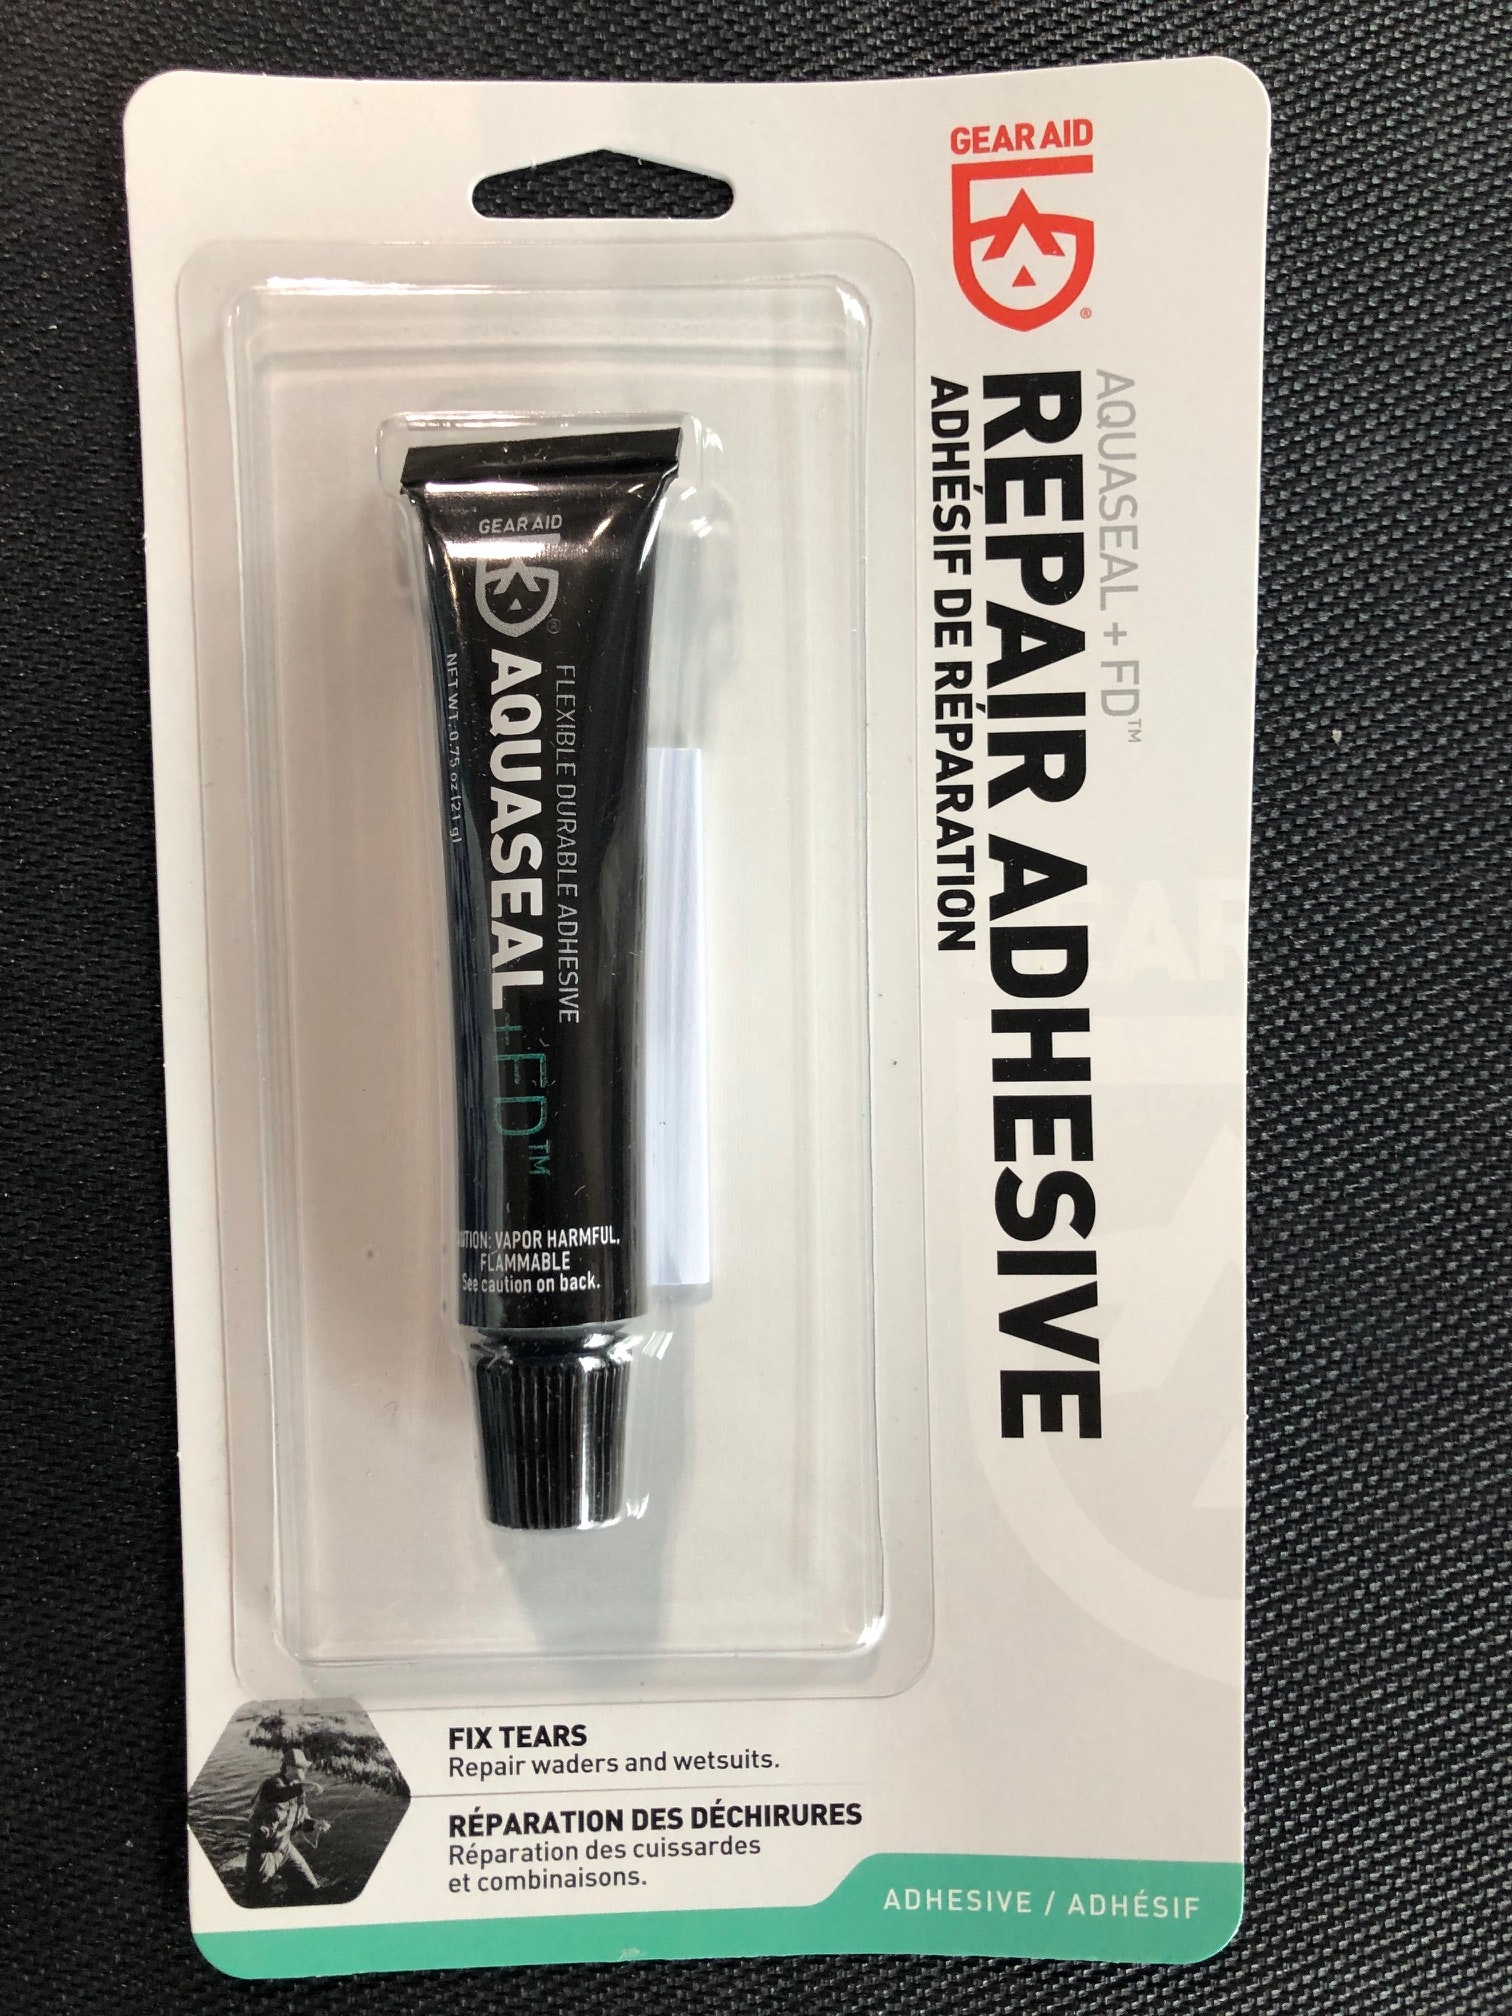 GEAR AID
®
AQUASEAL + FD™
REPAIR ADHESIVE
ADHÉSIF DE RÉPARATION
GEAR AID
®
FLEXIBLE DURABLE ADHESIVE
AQUASEAL +FD™
NET WT. 0.75 oz (21 g)
VAPOR HARMFUL,
FLAMMABLE
See caution on back.
FIX TEARS
Repair waders and wetsuits.
RÉPARATION DES DÉCHIRURES
Réparation des cuissardes
et combinaisons.
ADHESIVE / ADHÉSIF